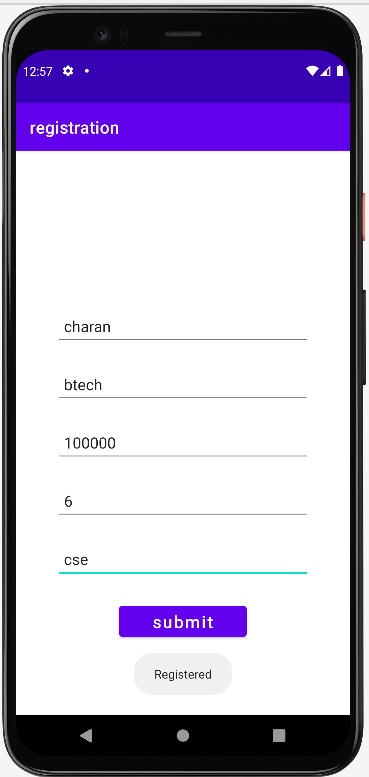 12:57
registration
charan
btech
100000
6
cse
submit
Registered